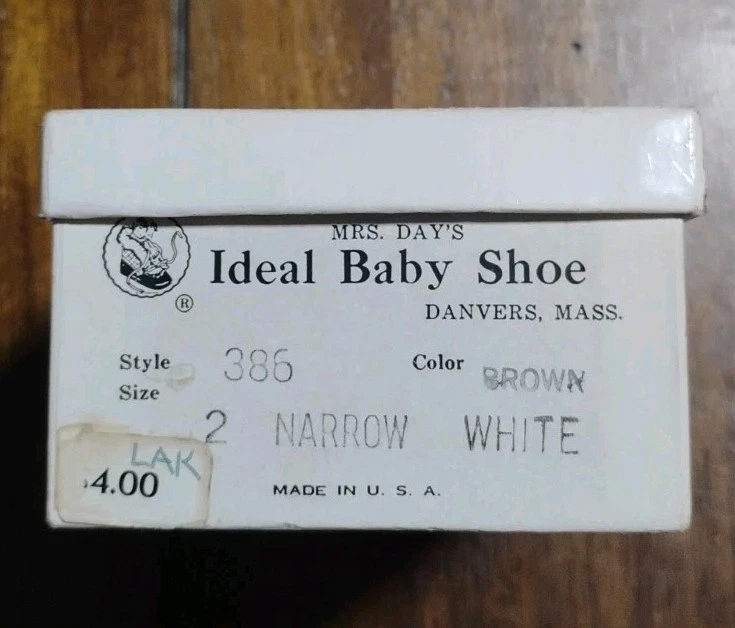 MRS. DAY'S
Ideal Baby Shoe
®
DANVERS, MASS.
Style 386 Color BROWN
Size 2 NARROW WHITE
LAK
4.00
MADE IN U. S. A.